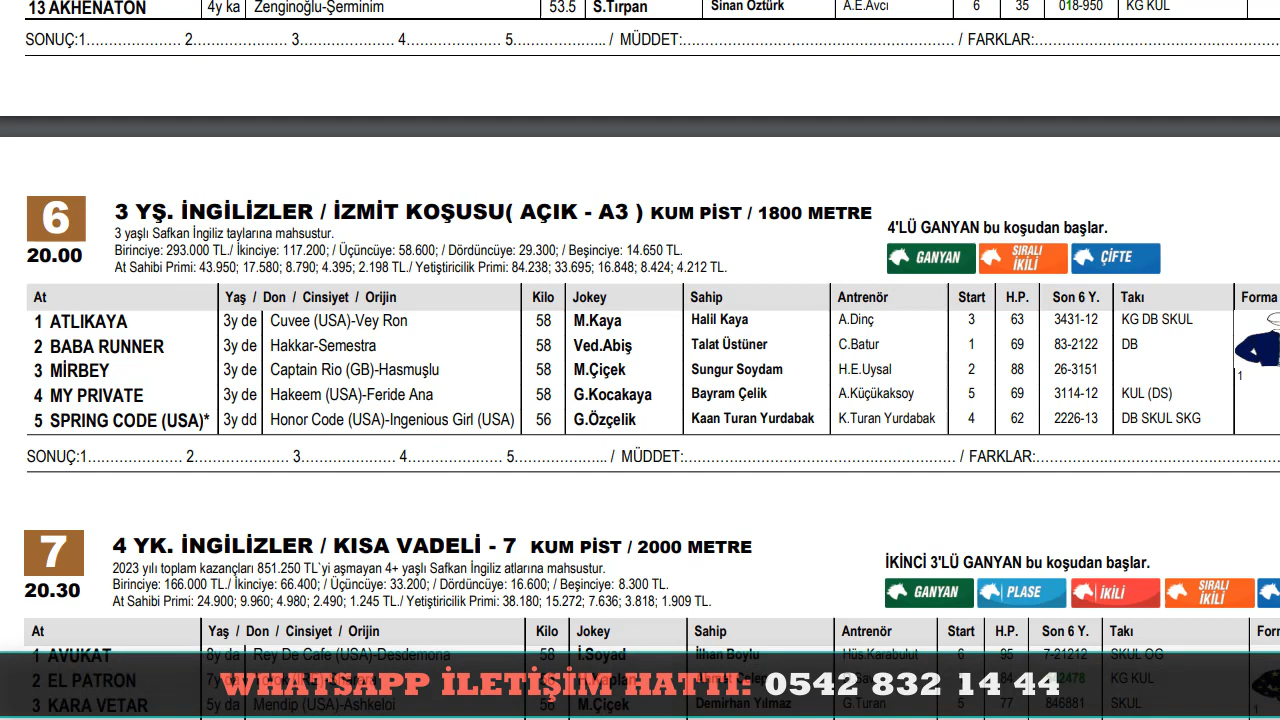 13 AKHENATON 4y ka Zenginoğlu-Şerminim 53.5 S.Tırpan Sinan Öztürk A.E.Avcı 6 35 018-950 KG KUL
SONUÇ:1…………………. 2…………………. 3…………………. 4…………………. 5………………... / MÜDDET:…………………………………………………. / FARKLAR:……………………………………………
6 3 YŞ. İNGİLİZLER / İZMİT KOŞUSU( AÇIK - A3 ) KUM PİST / 1800 METRE
20.00
3 yaşlı Safkan İngiliz taylarına mahsustur.
Birinciye: 293.000 TL./ İkinciye: 117.200; / Üçüncüye: 58.600; / Dördüncüye: 29.300; / Beşinciye: 14.650 TL.
At Sahibi Primi: 43.950; 17.580; 8.790; 4.395; 2.198 TL./ Yetiştiricilik Primi: 84.238; 33.695; 16.848; 8.424; 4.212 TL.
4'LÜ GANYAN bu koşudan başlar.
GANYAN SIRALI İKİLİ ÇİFTE
At Yaş / Don / Cinsiyet / Orijin Kilo Jokey Sahip Antrenör Start H.P. Son 6 Y. Takı Forma
1 ATLIKAYA 3y de Cuvee (USA)-Vey Ron 58 M.Kaya Halil Kaya A.Dinç 3 63 3431-12 KG DB SKUL
2 BABA RUNNER 3y de Hakkar-Semestra 58 Ved.Abiş Talat Üstüner C.Batur 1 69 83-2122 DB
3 MİRBEY 3y de Captain Rio (GB)-Hasmuşlu 58 M.Çiçek Sungur Soydam H.E.Uysal 2 88 26-3151
1
4 MY PRIVATE 3y de Hakeem (USA)-Feride Ana 58 G.Kocakaya Bayram Çelik A.Küçükaksoy 5 69 3114-12 KUL (DS)
5 SPRING CODE (USA)* 3y dd Honor Code (USA)-Ingenious Girl (USA) 56 G.Özçelik Kaan Turan Yurdabak K.Turan Yurdabak 4 62 2226-13 DB SKUL SKG
SONUÇ:1…………………. 2…………………. 3…………………. 4…………………. 5………………... / MÜDDET:…………………………………………………. / FARKLAR:……………………………………………
7 4 YK. İNGİLİZLER / KISA VADELİ - 7 KUM PİST / 2000 METRE
20.30
2023 yılı toplam kazançları 851.250 TL`yi aşmayan 4+ yaşlı Safkan İngiliz atlarına mahsustur.
Birinciye: 166.000 TL./ İkinciye: 66.400; / Üçüncüye: 33.200; / Dördüncüye: 16.600; / Beşinciye: 8.300 TL.
At Sahibi Primi: 24.900; 9.960; 4.980; 2.490; 1.245 TL./ Yetiştiricilik Primi: 38.180; 15.272; 7.636; 3.818; 1.909 TL.
İKİNCİ 3'LÜ GANYAN bu koşudan başlar.
GANYAN PLASE İKİLİ SIRALI İKİLİ
At Yaş / Don / Cinsiyet / Orijin Kilo Jokey Sahip Antrenör Start H.P. Son 6 Y. Takı Form
1 AVUKAT 8y da Rey De Cafe (USA)-Desdemona 58 İ.Soyad İlhan Boylu Hüs.Karabulut 6 95 7-21212 SKUL OG
2 EL PATRON 84 KG KUL
3 KARA VETAR 5y da Mendip (USA)-Ashkeloi 56 M.Çiçek Demirhan Yılmaz G.Turan 5 77 846881 SKUL
WHATSAPP İLETİŞİM HATTI: 0542 832 14 44